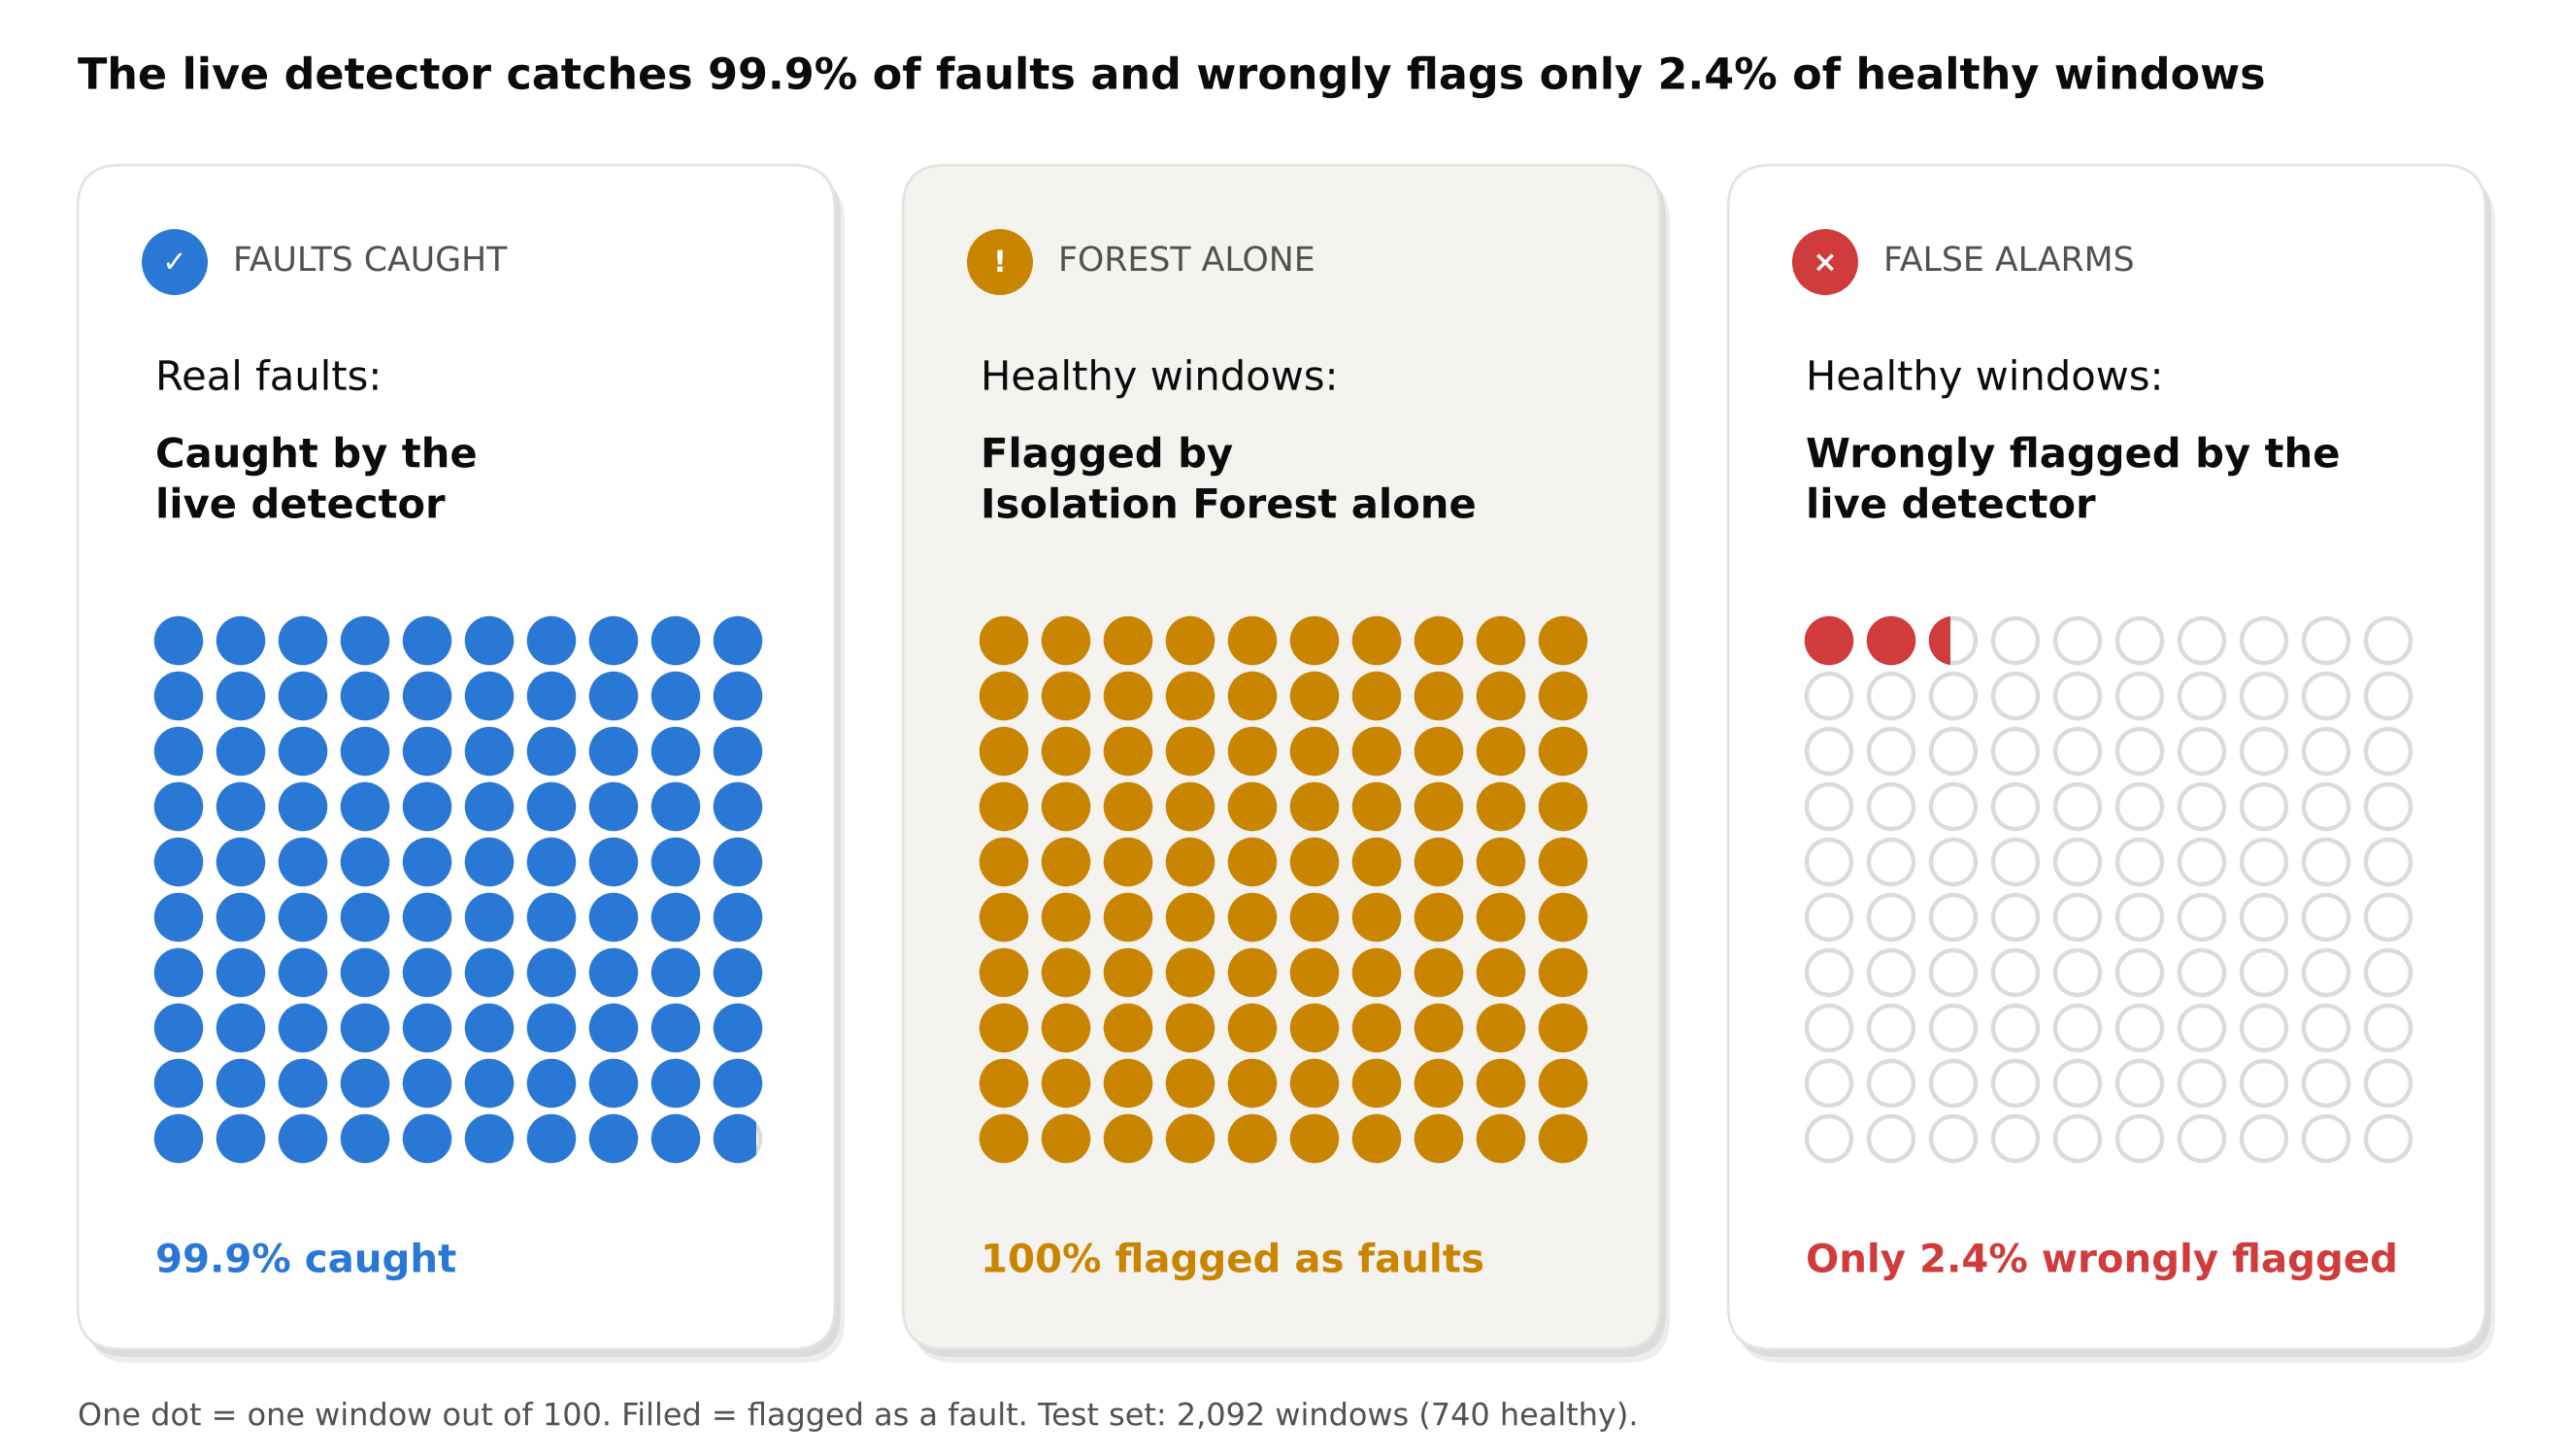 The live detector catches 99.9% of faults and wrongly flags only 2.4% of healthy windows
✓ FAULTS CAUGHT
Real faults:
Caught by the
live detector
99.9% caught
! FOREST ALONE
Healthy windows:
Flagged by
Isolation Forest alone
100% flagged as faults
× FALSE ALARMS
Healthy windows:
Wrongly flagged by the
live detector
Only 2.4% wrongly flagged
One dot = one window out of 100. Filled = flagged as a fault. Test set: 2,092 windows (740 healthy).